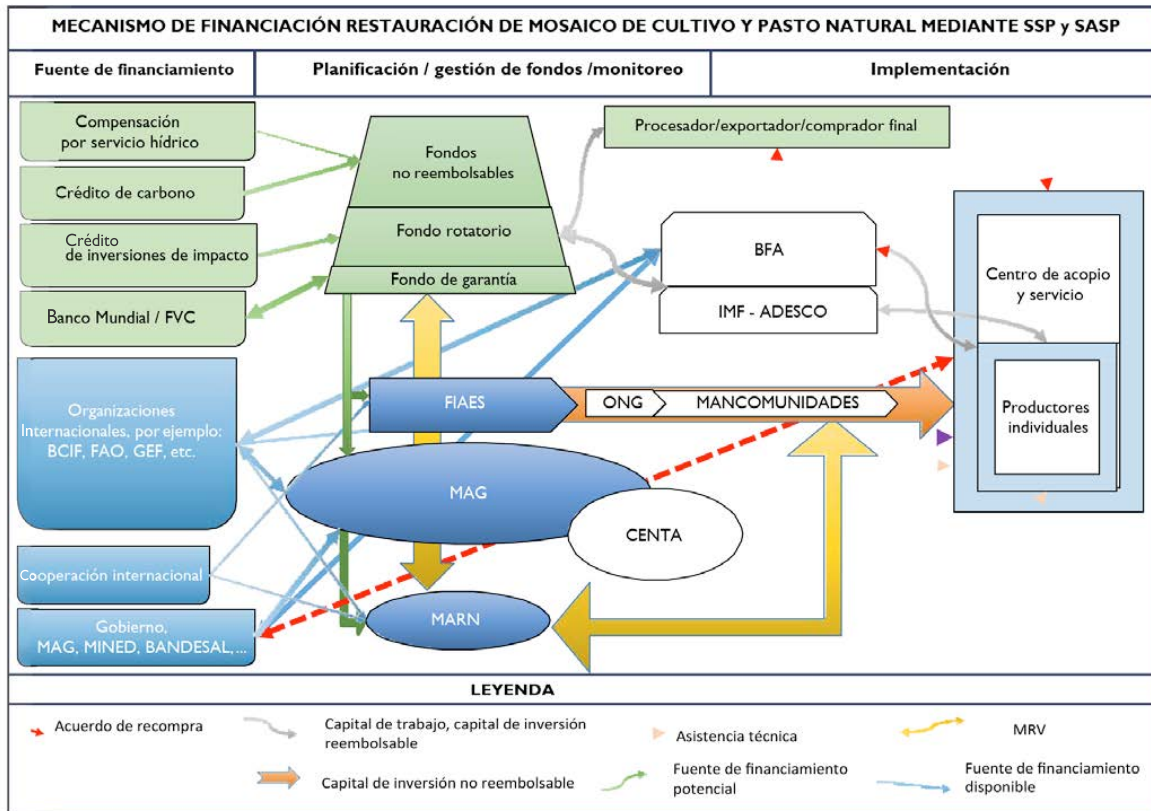 MECANISMO DE FINANCIACIÓN RESTAURACIÓN DE MOSAICO DE CULTIVO Y PASTO NATURAL MEDIANTE SSP y SASP
Fuente de financiamiento
Planificación / gestión de fondos /monitoreo
Implementación
Compensación
por servicio hídrico
Crédito de carbono
Crédito
de inversiones de impacto
Banco Mundial / FVC
Organizaciones
Internacionales, por ejemplo:
BCIF, FAO, GEF, etc.
Cooperación internacional
Gobierno,
MAG, MINED, BANDESAL,...
Fondos
no reembolsables
Fondo rotatorio
Fondo de garantía
FIAES
MAG
CENTA
MARN
Procesador/exportador/comprador final
BFA
IMF - ADESCO
ONG
MANCOMUNIDADES
Centro de acopio
y servicio
Productores
individuales
LEYENDA
Acuerdo de recompra
Capital de trabajo, capital de inversión
reembolsable
Asistencia técnica
MRV
Capital de inversión no reembolsable
Fuente de financiamiento
potencial
Fuente de financiamiento
disponible